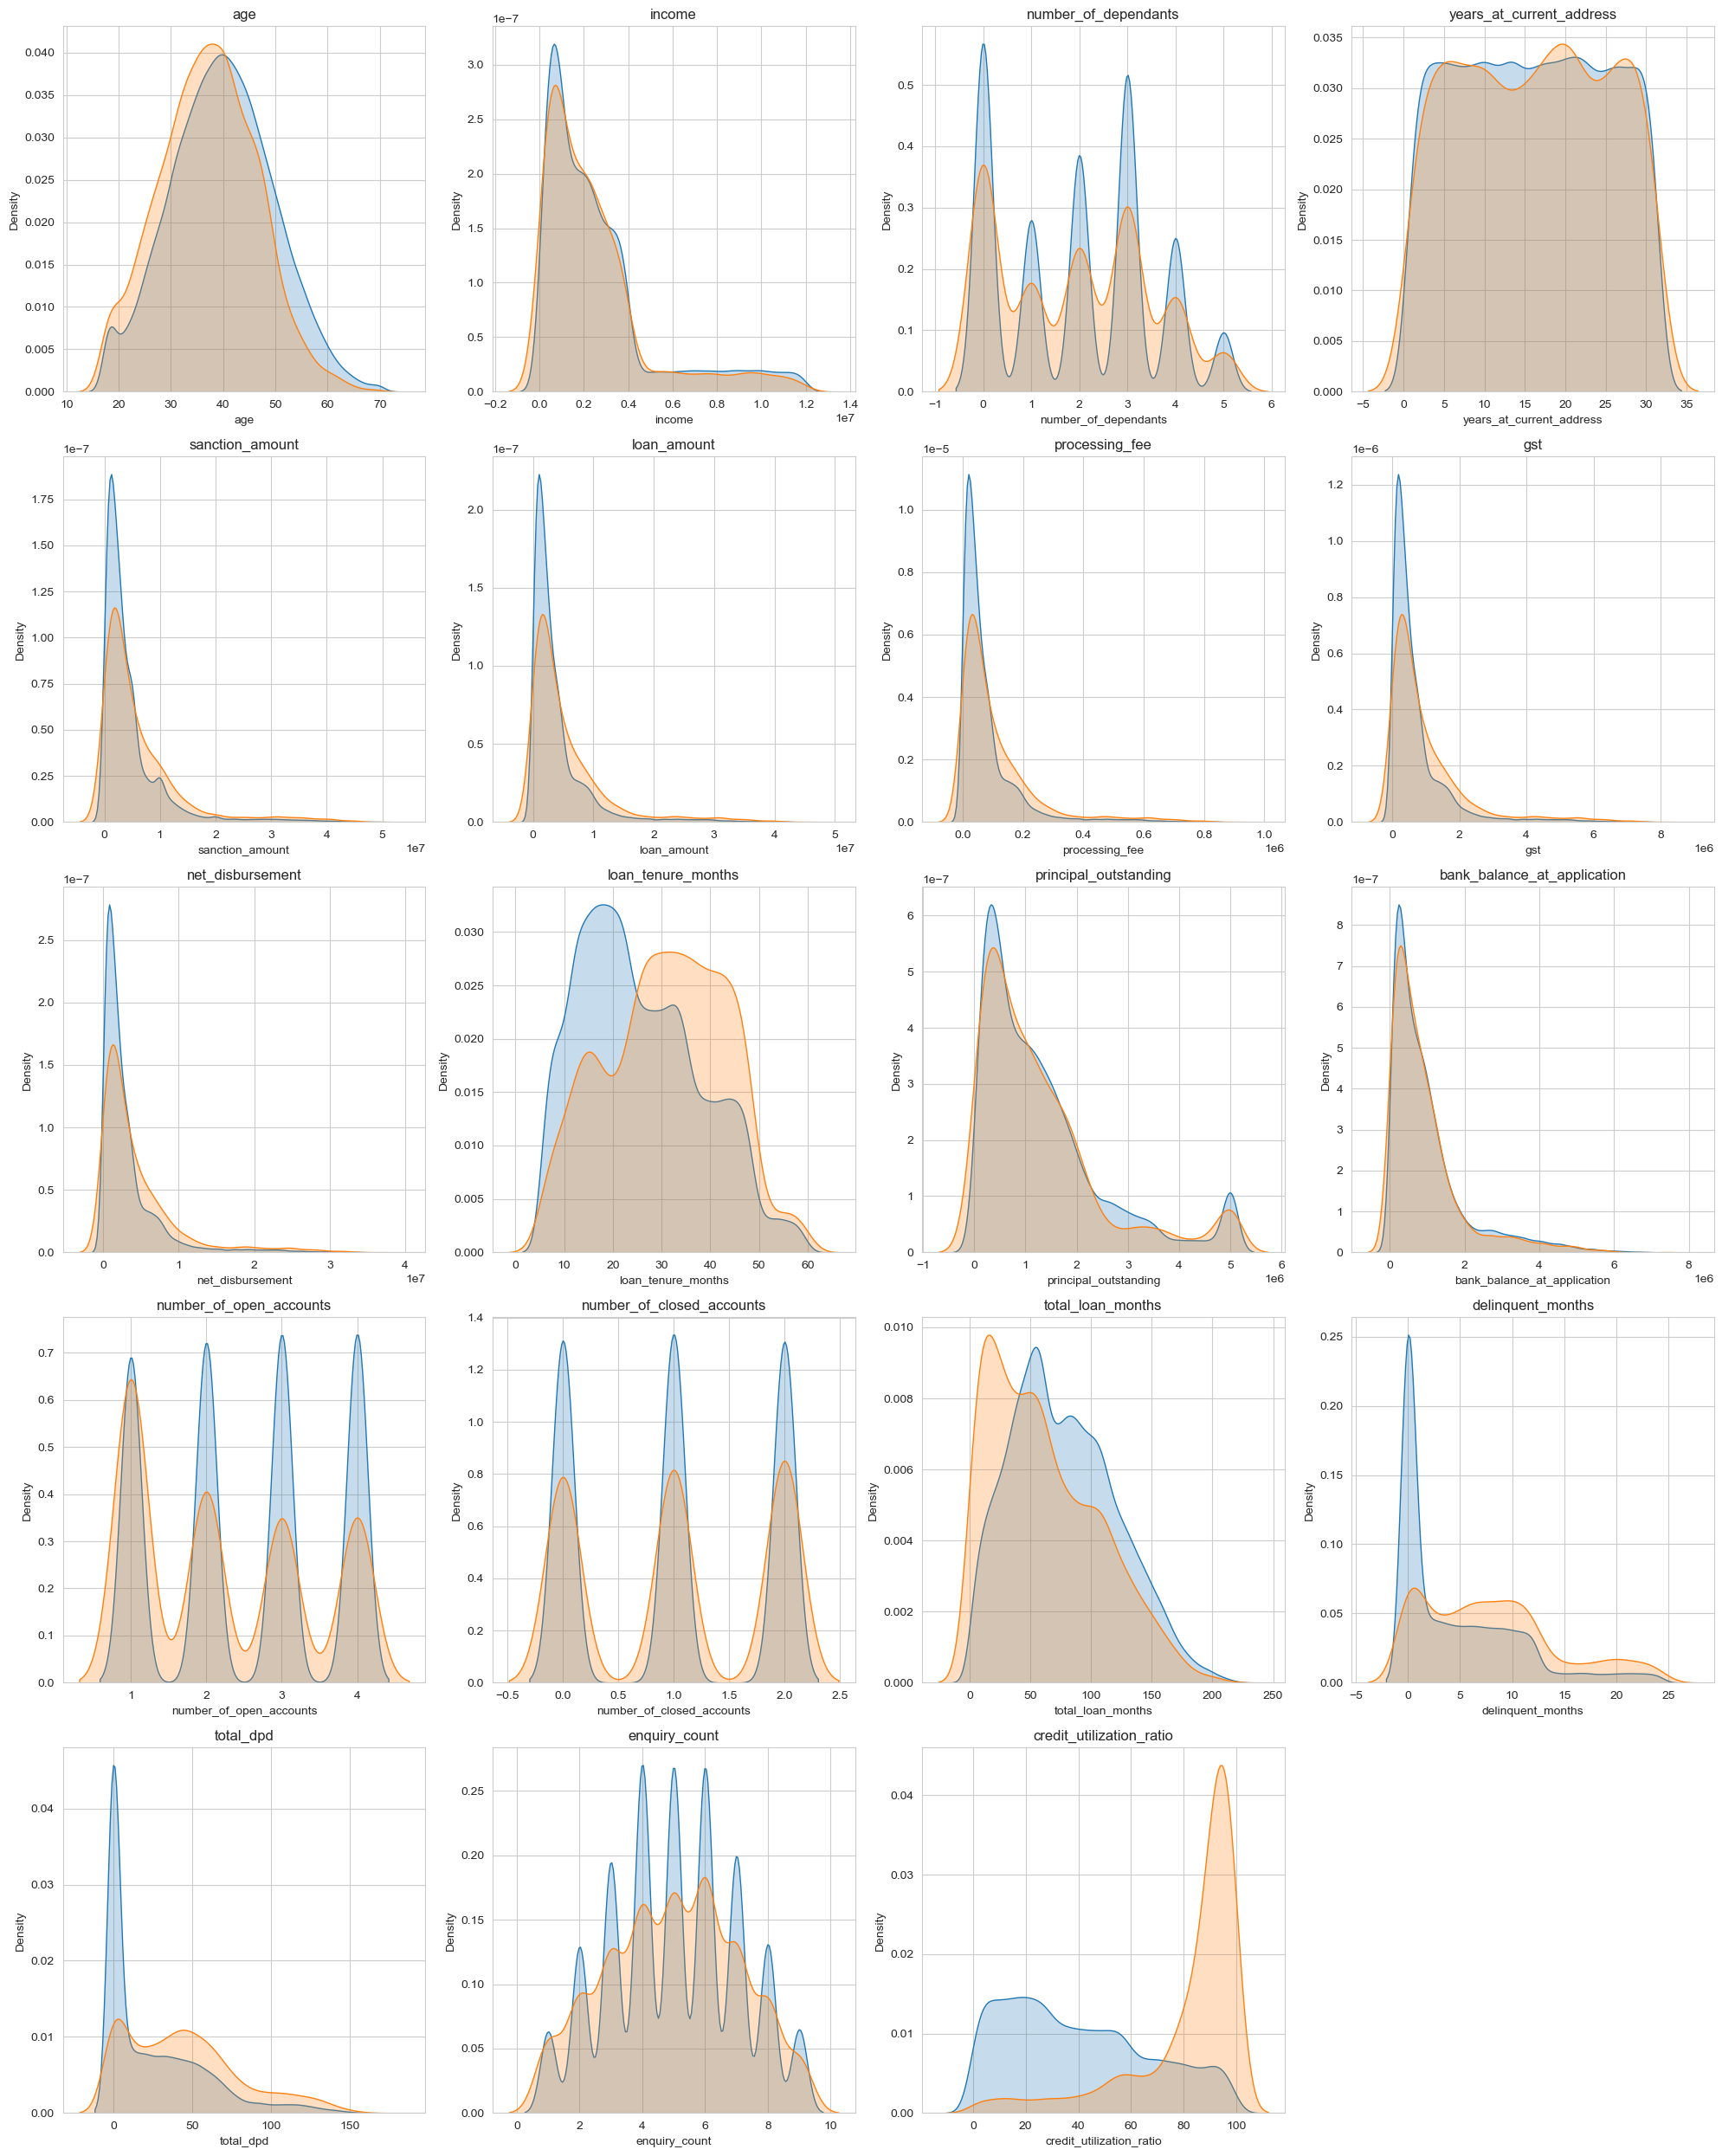 age
income
number_of_dependants
years_at_current_address
1e−7
0.040
0.035
0.030
0.025
0.020
0.015
0.010
0.005
0.000
Density
10 20 30 40 50 60 70
age
3.0
2.5
2.0
1.5
1.0
0.5
0.0
Density
−0.2 0.0 0.2 0.4 0.6 0.8 1.0 1.2 1.4
1e7
income
0.5
0.4
0.3
0.2
0.1
0.0
Density
−1 0 1 2 3 4 5 6
number_of_dependants
0.035
0.030
0.025
0.020
0.015
0.010
0.005
0.000
Density
−5 0 5 10 15 20 25 30 35
years_at_current_address
sanction_amount
loan_amount
processing_fee
gst
1e−7
1.75
1.50
1.25
1.00
0.75
0.50
0.25
0.00
Density
0 1 2 3 4 5
1e7
sanction_amount
1e−7
2.0
1.5
1.0
0.5
0.0
Density
0 1 2 3 4 5
1e7
loan_amount
1e−5
1.0
0.8
0.6
0.4
0.2
0.0
Density
0.0 0.2 0.4 0.6 0.8 1.0
1e6
processing_fee
1e−6
1.2
1.0
0.8
0.6
0.4
0.2
0.0
Density
0 2 4 6 8
1e6
gst
net_disbursement
loan_tenure_months
principal_outstanding
bank_balance_at_application
1e−7
2.5
2.0
1.5
1.0
0.5
0.0
Density
0 1 2 3 4
1e7
net_disbursement
0.030
0.025
0.020
0.015
0.010
0.005
0.000
Density
0 10 20 30 40 50 60
loan_tenure_months
1e−7
6
5
4
3
2
1
0
Density
−1 0 1 2 3 4 5 6
1e6
principal_outstanding
1e−7
8
7
6
5
4
3
2
1
0
Density
0 2 4 6 8
1e6
bank_balance_at_application
number_of_open_accounts
number_of_closed_accounts
total_loan_months
delinquent_months
0.7
0.6
0.5
0.4
0.3
0.2
0.1
0.0
Density
1 2 3 4
number_of_open_accounts
1.4
1.2
1.0
0.8
0.6
0.4
0.2
0.0
Density
−0.5 0.0 0.5 1.0 1.5 2.0 2.5
number_of_closed_accounts
0.010
0.008
0.006
0.004
0.002
0.000
Density
0 50 100 150 200 250
total_loan_months
0.25
0.20
0.15
0.10
0.05
0.00
Density
−5 0 5 10 15 20 25
delinquent_months
total_dpd
enquiry_count
credit_utilization_ratio
0.04
0.03
0.02
0.01
0.00
Density
0 50 100 150
total_dpd
0.25
0.20
0.15
0.10
0.05
0.00
Density
0 2 4 6 8 10
enquiry_count
0.04
0.03
0.02
0.01
0.00
Density
0 20 40 60 80 100
credit_utilization_ratio